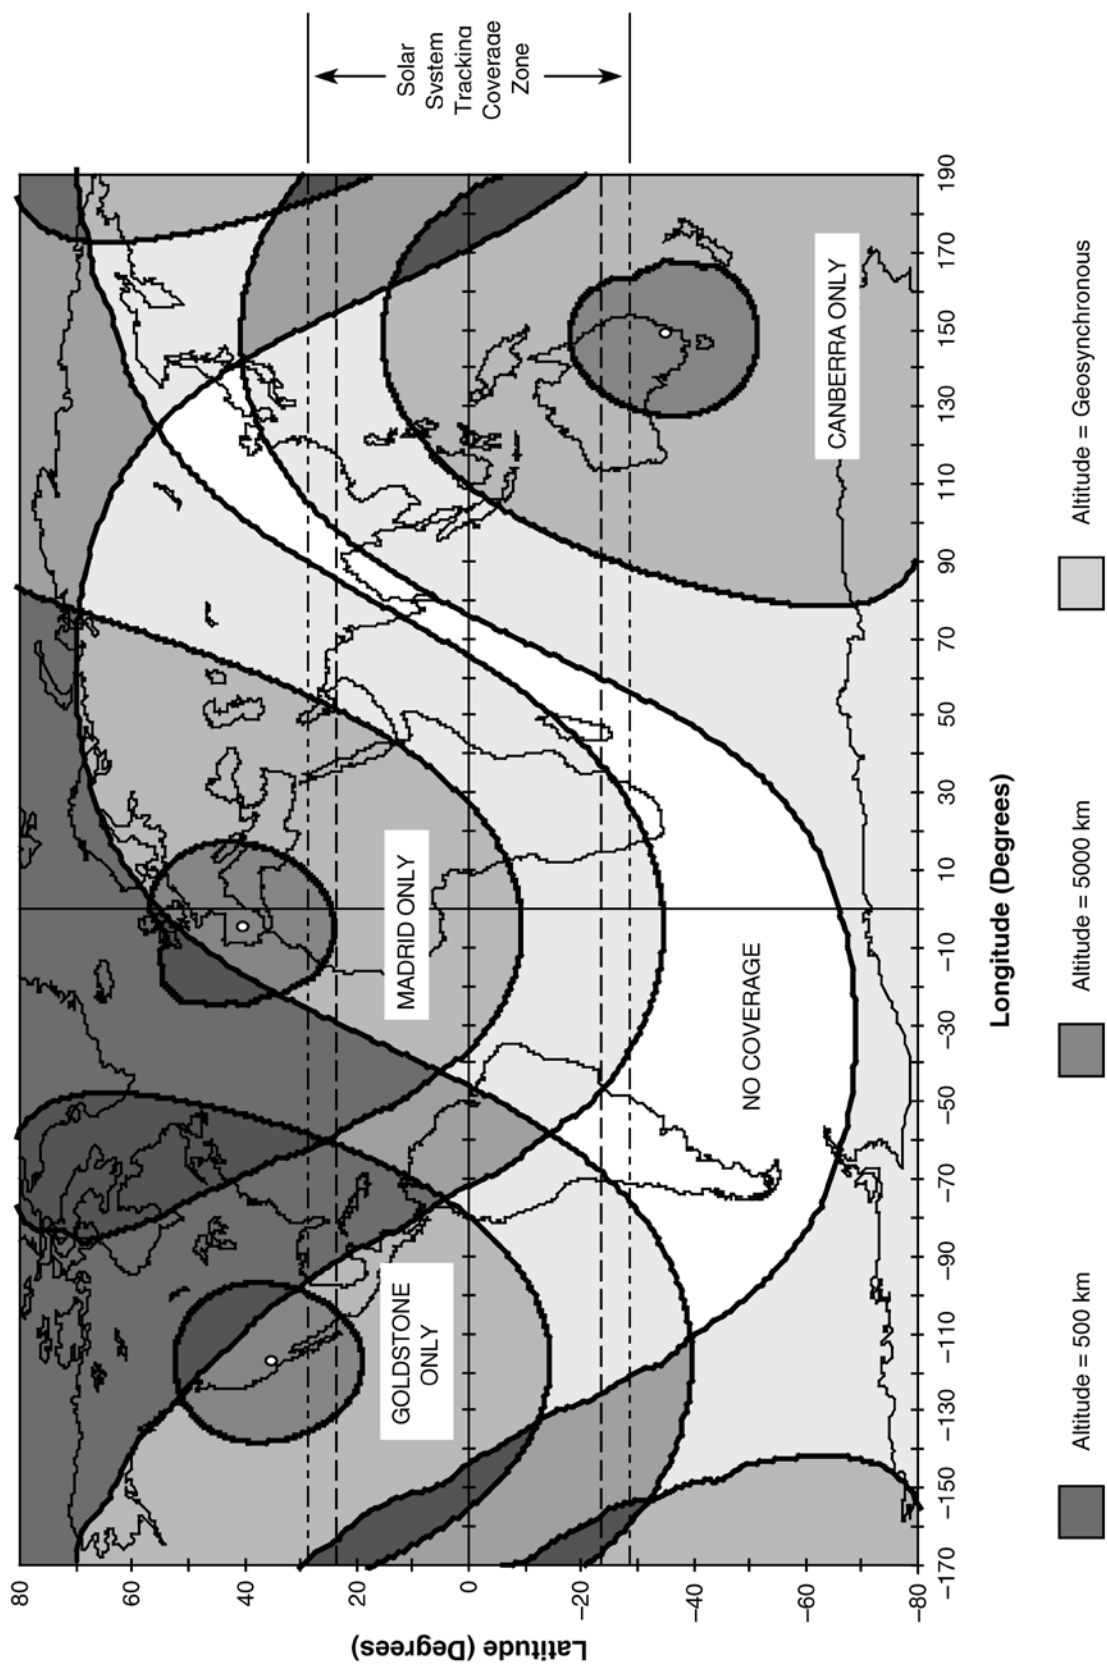 Solar
System
Tracking
Coverage
Zone
GOLDSTONE
ONLY
MADRID ONLY
CANBERRA ONLY
NO COVERAGE
Latitude (Degrees)
80
60
40
20
0
–20
–40
–60
–80
–170
–150
–130
–110
–90
–70
–50
–30
–10
10
30
50
70
90
110
130
150
170
190
Longitude (Degrees)
Altitude = 500 km
Altitude = 5000 km
Altitude = Geosynchronous